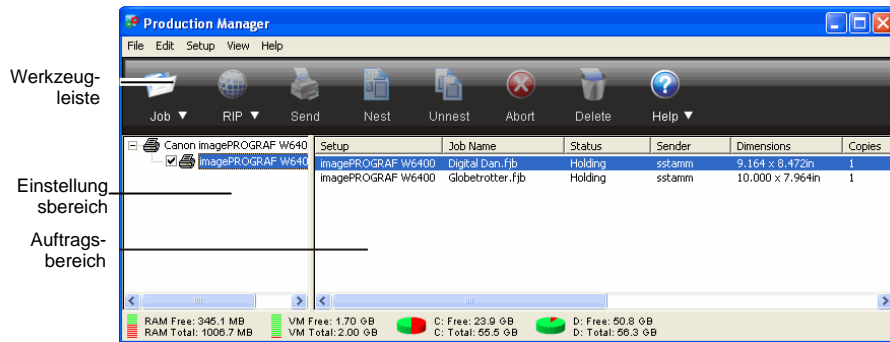 Production Manager
File Edit Setup View Help
Werkzeug-
leiste
Job RIP Send Nest Unnest Abort Delete Help
Canon imagePROGRAF W640
imagePROGRAF W640
Setup Job Name Status Sender Dimensions Copies
imagePROGRAF W6400 Digital Dan.fjb Holding sstamm 9.164 x 8.472in 1
imagePROGRAF W6400 Globetrotter.fjb Holding sstamm 10.000 x 7.964in 1
Einstellung
sbereich
Auftrags-
bereich
RAM Free: 345.1 MB VM Free: 1.70 GB C: Free: 23.9 GB D: Free: 50.8 GB
RAM Total: 1006.7 MB VM Total: 2.00 GB C: Total: 55.5 GB D: Total: 56.3 GB